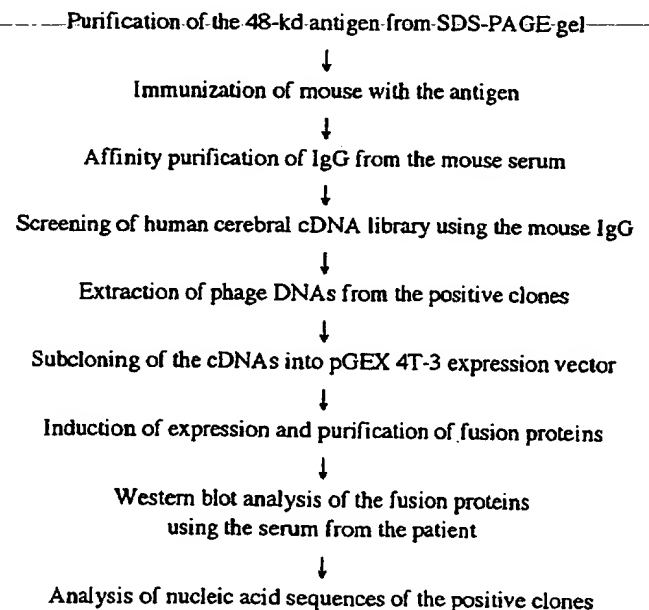 Purification of the 48-kd antigen from SDS-PAGE gel
↓
Immunization of mouse with the antigen
↓
Affinity purification of IgG from the mouse serum
↓
Screening of human cerebral cDNA library using the mouse IgG
↓
Extraction of phage DNAs from the positive clones
↓
Subcloning of the cDNAs into pGEX 4T-3 expression vector
↓
Induction of expression and purification of fusion proteins
↓
Western blot analysis of the fusion proteins
using the serum from the patient
↓
Analysis of nucleic acid sequences of the positive clones